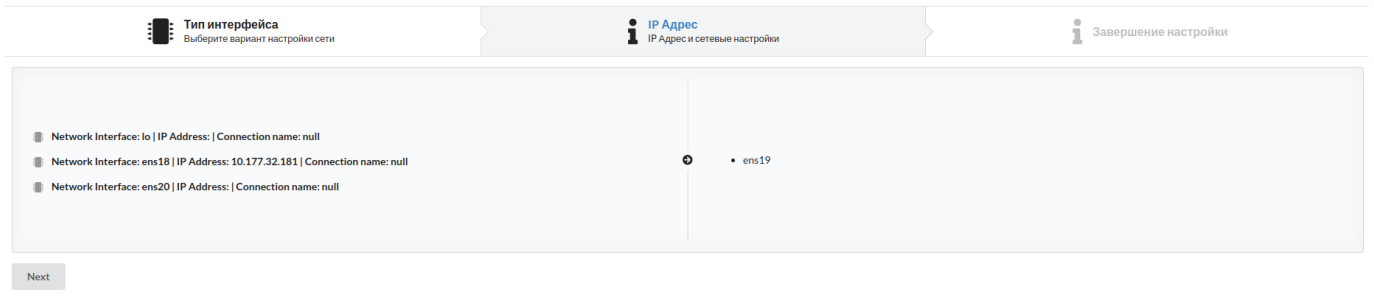 Тип интерфейса
Выберите вариант настройки сети
IP Адрес
IP Адрес и сетевые настройки
Завершение настройки
Network Interface: lo | IP Address: | Connection name: null
Network Interface: ens18 | IP Address: 10.177.32.181 | Connection name: null
Network Interface: ens20 | IP Address: | Connection name: null
ens19
Next